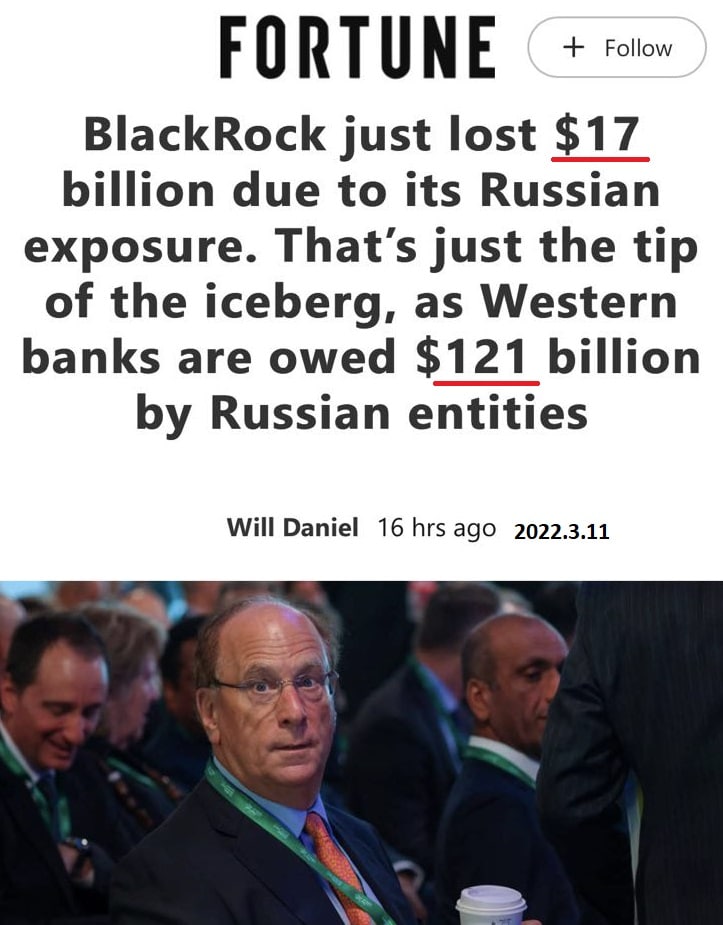 FORTUNE
+ Follow
BlackRock just lost $17
billion due to its Russian
exposure. That’s just the tip
of the iceberg, as Western
banks are owed $121 billion
by Russian entities
Will Daniel 16 hrs ago 2022.3.11